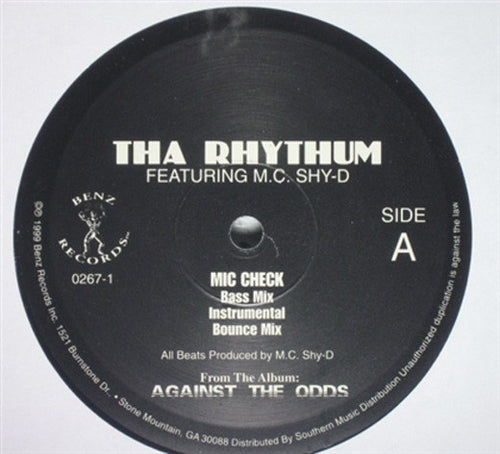 THA RHYTHUM
FEATURING M.C. SHY-D
BENZ
RECORDS
0267-1
SIDE
A
MIC CHECK
Bass Mix
Instrumental
Bounce Mix
All Beats Produced by M.C. Shy-D
From The Album:
AGAINST THE ODDS
©℗ 1999 Benz Records Inc. 1521 Burnstone Dr., • Stone Mountain, GA 30088 Distributed By Southern Music Distribution Unauthorized duplication is against the law